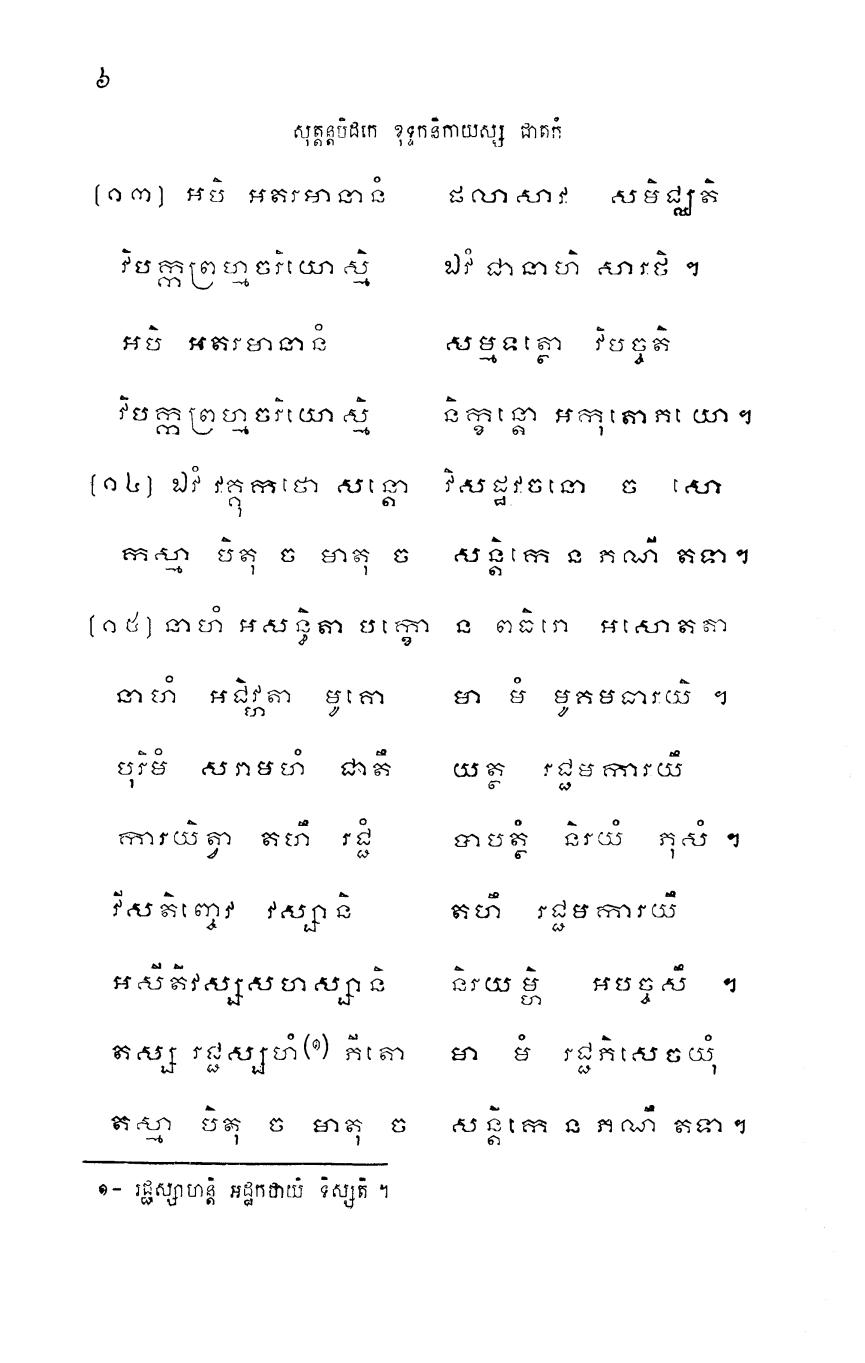 ៦
សុត្តន្តបិដកេ ខុទ្ទកនិកាយស្ស ជាតកំ
[១៣] អបិ អតរមានានំ ផលាសាវ សមិជ្ឈតិ
វិបក្កព្រហ្មចរិយោស្មិ ឯវំ ជានាហិ សារថិ ។
អបិ អតរមានានំ សម្មទត្ថោ វិបច្ចតិ
វិបក្កព្រហ្មចរិយោស្មិ និក្ខន្តោ អកុតោភយោ ។
[១៤] ឯវំ វគ្គុកថោ សន្តោ វិសដ្ឋវចនោ ច សោ
កស្មា បិតុ ច មាតុ ច សន្តិកេ ន ភណី តទា ។
[១៥] នាហំ អសន្ធិតា បក្ខោ ន ពធិរោ អសោតតា
នាហំ អជិវ្ហតា មូគោ មា មំ មូគមធារយិ ។
បុរិមំ សរាមហំ ជាតឹ យត្ថ រជ្ជមការយឹ
ការយិត្វា តហឹ រជ្ជំ ទាបត្ថំ និរយំ ភុសំ ។
វីសតិញ្ចេវ វស្សានិ តហឹ រជ្ជមការយឹ
អសីតីវស្សសហស្សានិ និរយម្ហិ អបច្ចសឹ ។
តស្ស រជ្ជស្សហំ(១) ភីតោ មា មំ រជ្ជភិសេចយុំ
តស្មា បិតុ ច មាតុ ច សន្តិកេ ន ភណឹ តទា ។
១- រជ្ជស្សាហន្តិ អដ្ឋកថាយំ ទិស្សតិ ។